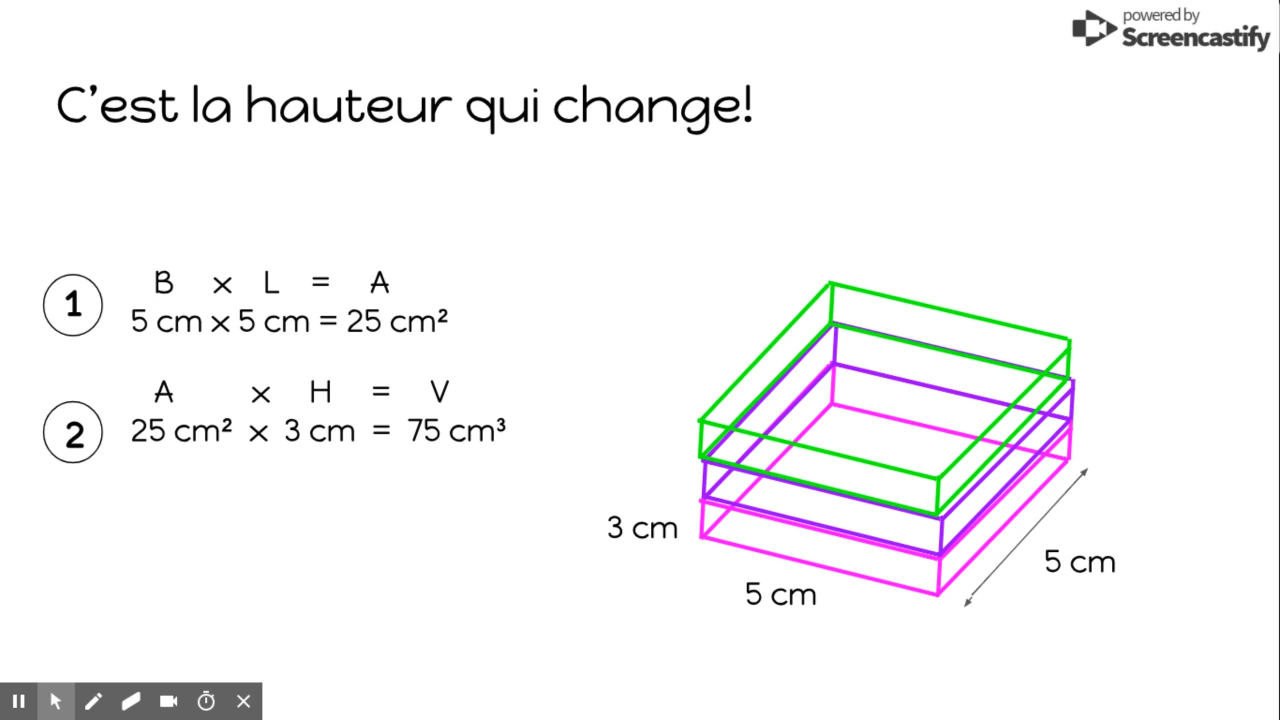 powered by
Screencastify
C'est la hauteur qui change!
1
B x L = A
5 cm x 5 cm = 25 cm²
2
A x H = V
25 cm² x 3 cm = 75 cm³
3 cm
5 cm
5 cm